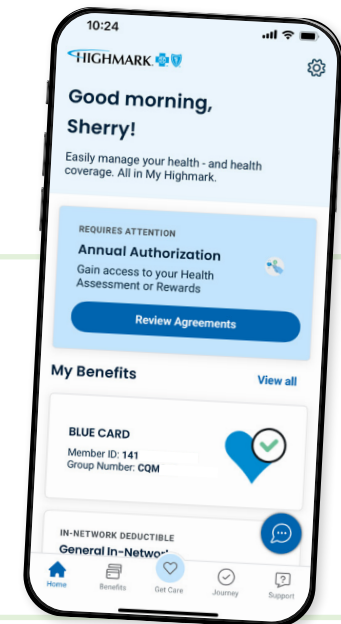 10:24
HIGHMARK.
Good morning,
Sherry!
Easily manage your health - and health
coverage. All in My Highmark.
REQUIRES ATTENTION
Annual Authorization
Gain access to your Health
Assessment or Rewards
Review Agreements
My Benefits
View all
BLUE CARD
Member ID: 141
Group Number: CQM
IN-NETWORK DEDUCTIBLE
General In-Network
Home
Benefits
Get Care
Journey
Support